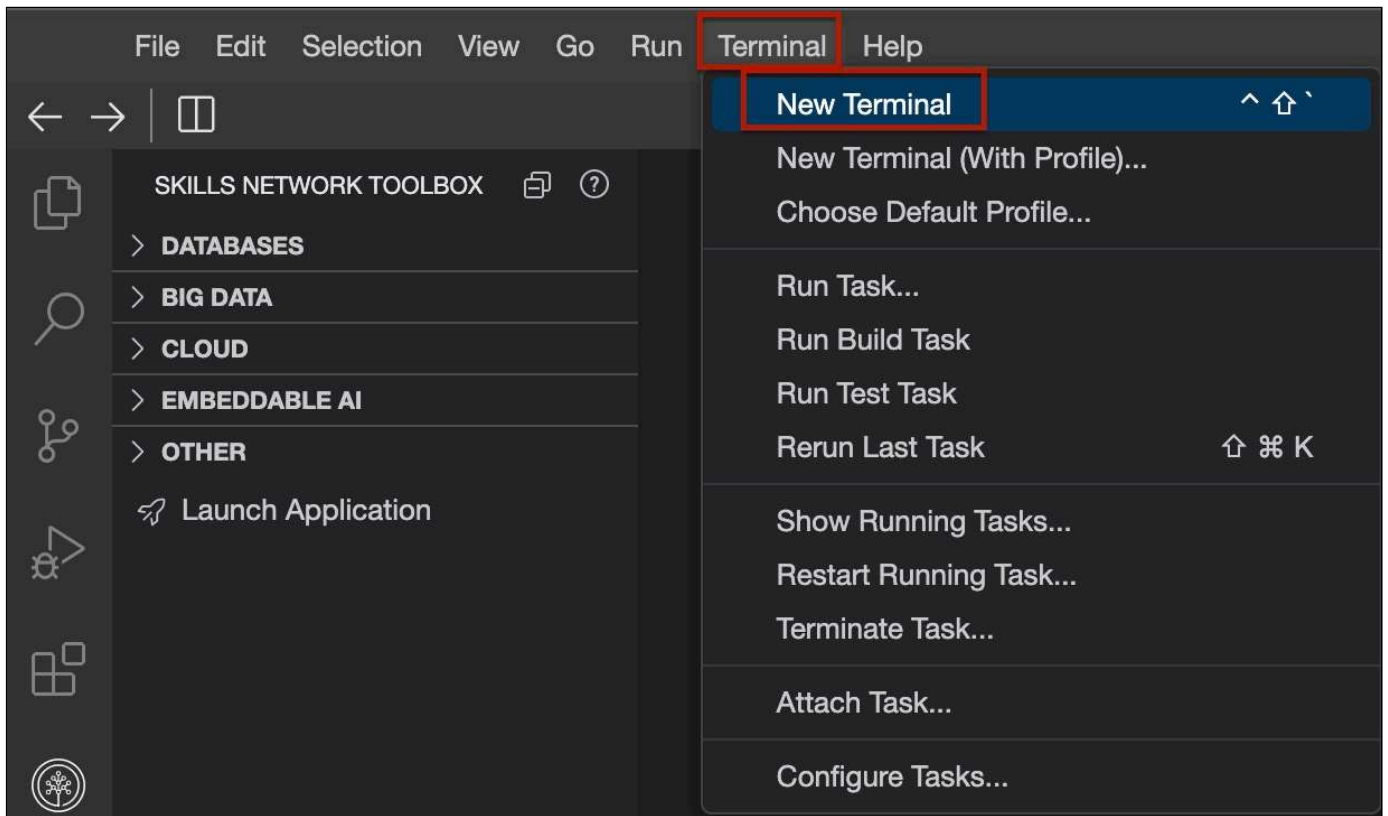 File Edit Selection View Go Run Terminal Help
New Terminal ^ ⇧ `
New Terminal (With Profile)...
Choose Default Profile...
Run Task...
Run Build Task
Run Test Task
Rerun Last Task ⇧ ⌘ K
Show Running Tasks...
Restart Running Task...
Terminate Task...
Attach Task...
Configure Tasks...
SKILLS NETWORK TOOLBOX
DATABASES
BIG DATA
CLOUD
EMBEDDABLE AI
OTHER
Launch Application